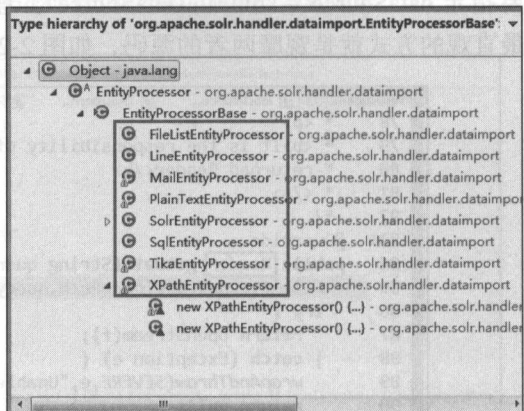 Type hierarchy of 'org.apache.solr.handler.dataimport.EntityProcessorBase':
Object - java.lang
EntityProcessor - org.apache.solr.handler.dataimport
EntityProcessorBase - org.apache.solr.handler.dataimport
FileListEntityProcessor - org.apache.solr.handler.dataimport
LineEntityProcessor - org.apache.solr.handler.dataimport
MailEntityProcessor - org.apache.solr.handler.dataimport
PlainTextEntityProcessor - org.apache.solr.handler.dataimpor
SolrEntityProcessor - org.apache.solr.handler.dataimport
SqlEntityProcessor - org.apache.solr.handler.dataimport
TikaEntityProcessor - org.apache.solr.handler.dataimport
XPathEntityProcessor - org.apache.solr.handler.dataimport
new XPathEntityProcessor() {...} - org.apache.solr.handler
new XPathEntityProcessor() {...} - org.apache.solr.handler